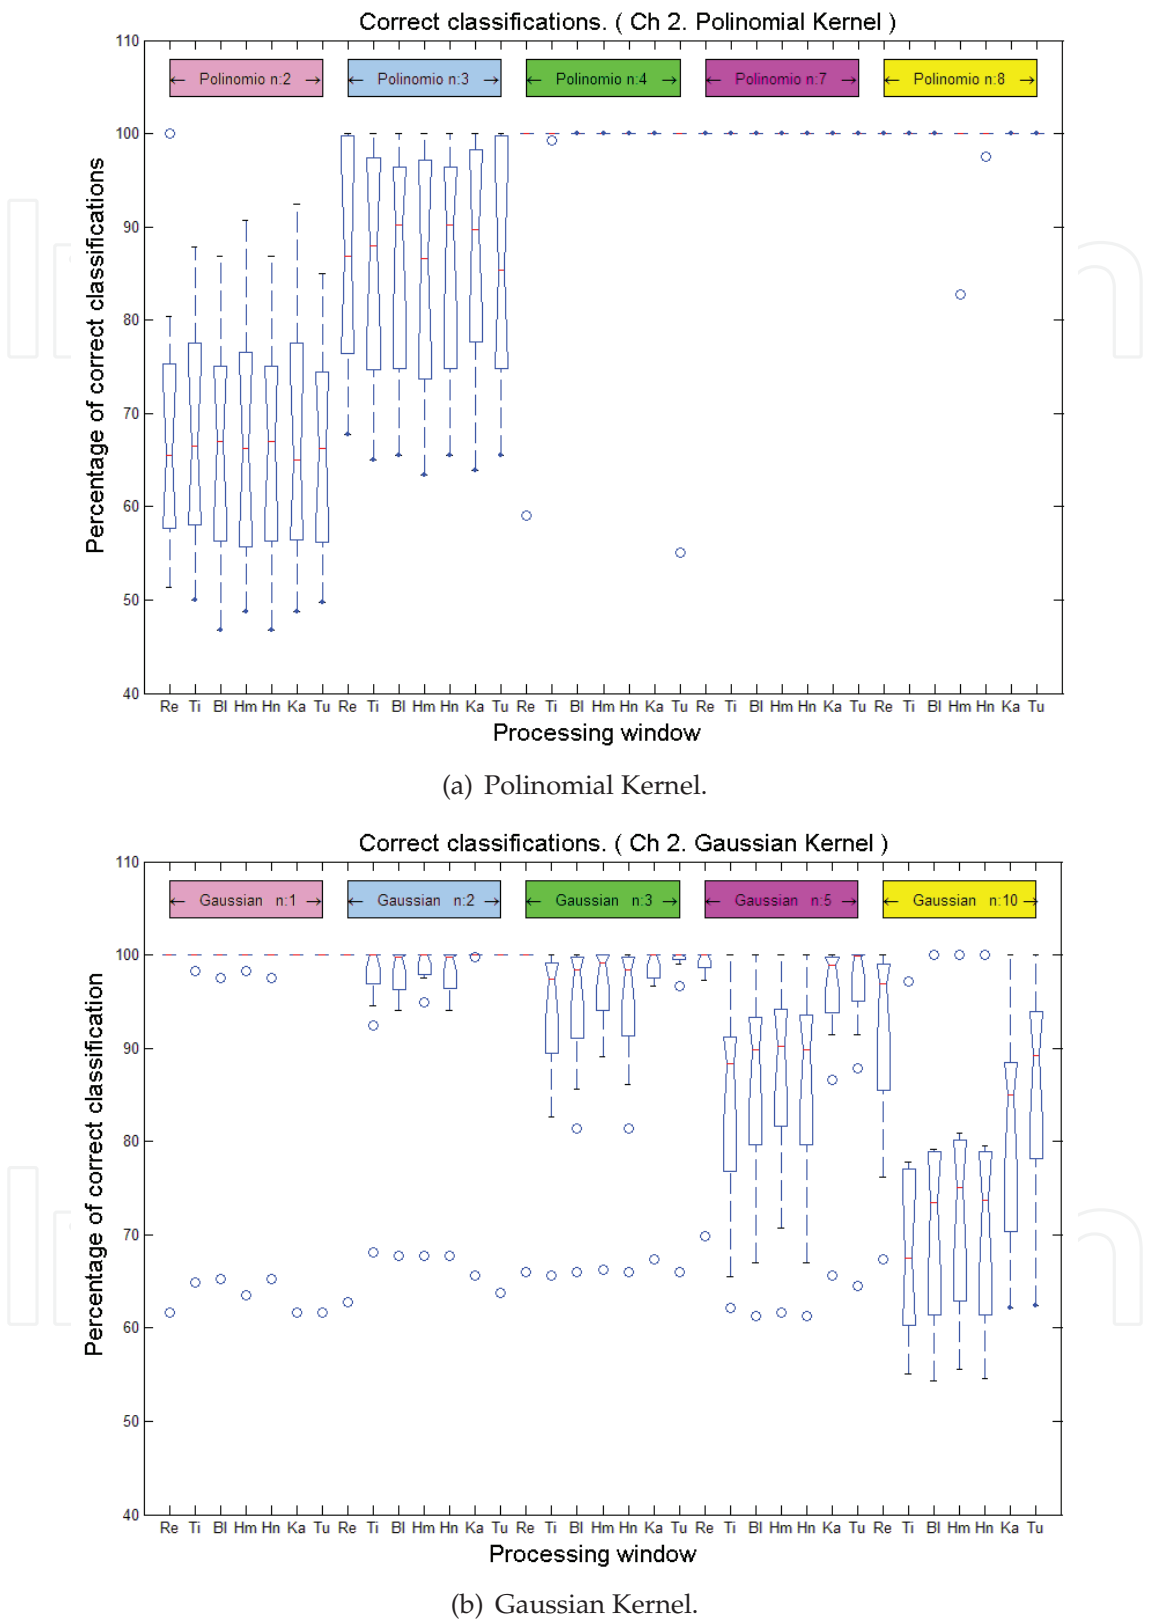 Correct classifications. ( Ch 2. Polinomial Kernel )
110
← Polinomio n:2 → ← Polinomio n:3 → ← Polinomio n:4 → ← Polinomio n:7 → ← Polinomio n:8 →
100
90
80
70
60
50
40
Percentage of correct classifications
Re Ti Bl Hm Hn Ka Tu Re Ti Bl Hm Hn Ka Tu Re Ti Bl Hm Hn Ka Tu Re Ti Bl Hm Hn Ka Tu Re Ti Bl Hm Hn Ka Tu
Processing window
(a) Polinomial Kernel.
Correct classifications. ( Ch 2. Gaussian Kernel )
110
← Gaussian n:1 → ← Gaussian n:2 → ← Gaussian n:3 → ← Gaussian n:5 → ← Gaussian n:10 →
100
90
80
70
60
50
40
Percentage of correct classification
Re Ti Bl Hm Hn Ka Tu Re Ti Bl Hm Hn Ka Tu Re Ti Bl Hm Hn Ka Tu Re Ti Bl Hm Hn Ka Tu Re Ti Bl Hm Hn Ka Tu
Processing window
(b) Gaussian Kernel.